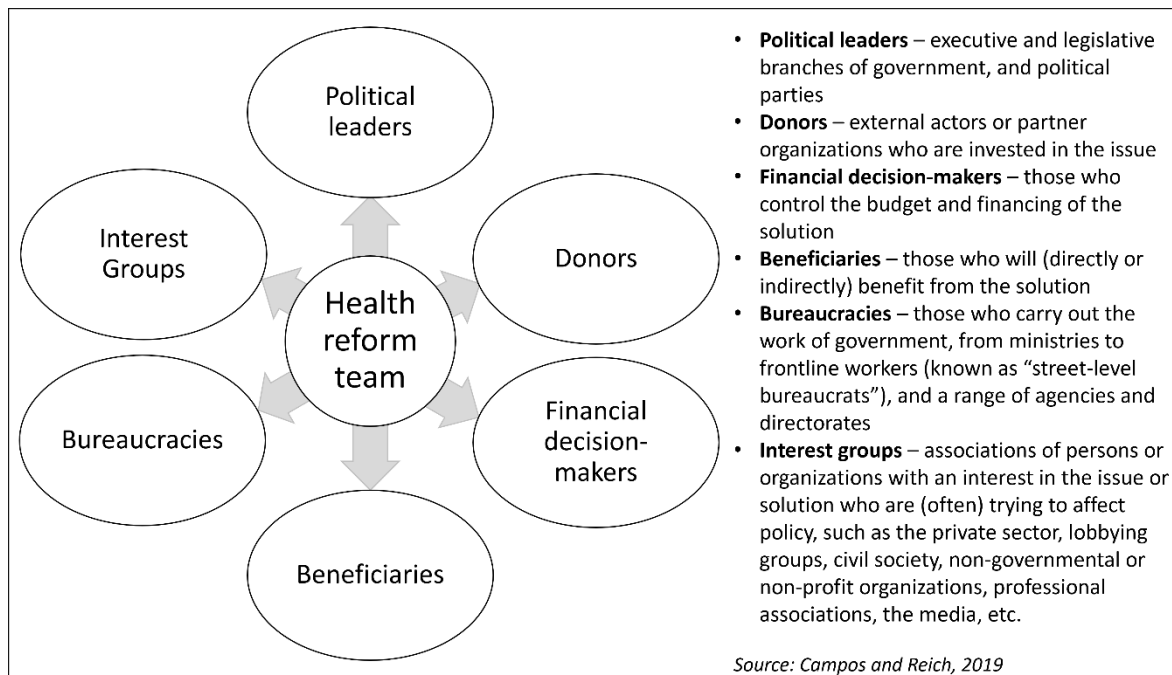 Political
leaders
Interest
Groups
Donors
Health
reform
team
Bureaucracies
Financial
decision-
makers
Beneficiaries
• Political leaders – executive and legislative
branches of government, and political
parties
• Donors – external actors or partner
organizations who are invested in the issue
• Financial decision-makers – those who
control the budget and financing of the
solution
• Beneficiaries – those who will (directly or
indirectly) benefit from the solution
• Bureaucracies – those who carry out the
work of government, from ministries to
frontline workers (known as “street-level
bureaucrats”), and a range of agencies and
directorates
• Interest groups – associations of persons or
organizations with an interest in the issue or
solution who are (often) trying to affect
policy, such as the private sector, lobbying
groups, civil society, non-governmental or
non-profit organizations, professional
associations, the media, etc.
Source: Campos and Reich, 2019